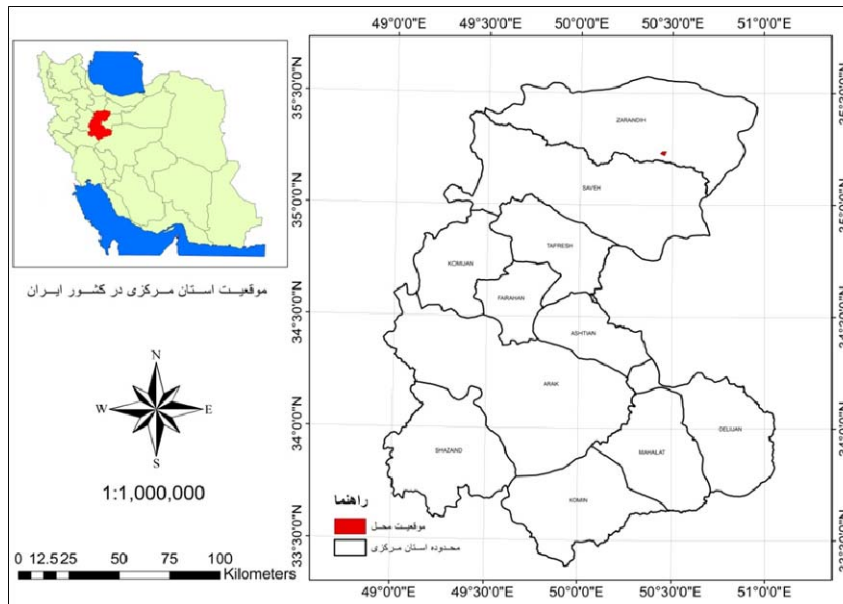 49°0'0"E 49°30'0"E 50°0'0"E 50°30'0"E 51°0'0"E
35°30'0"N
35°0'0"N
34°30'0"N
34°0'0"N
33°30'0"N
ZARANDIH
SAVEH
TAFRESH
KOMIJAN
FARAHAN
ASHTIAN
ARAK
DELIJAN
MAHALLAT
SHAZAND
KOMIN
موقعیت استان مرکزی در کشور ایران
N
W E
S
1:1,000,000
0 12.5 25 50 75 100
Kilometers
راهنما
موقعیت محل
محدوده استان مرکزی
49°0'0"E 49°30'0"E 50°0'0"E 50°30'0"E 51°0'0"E